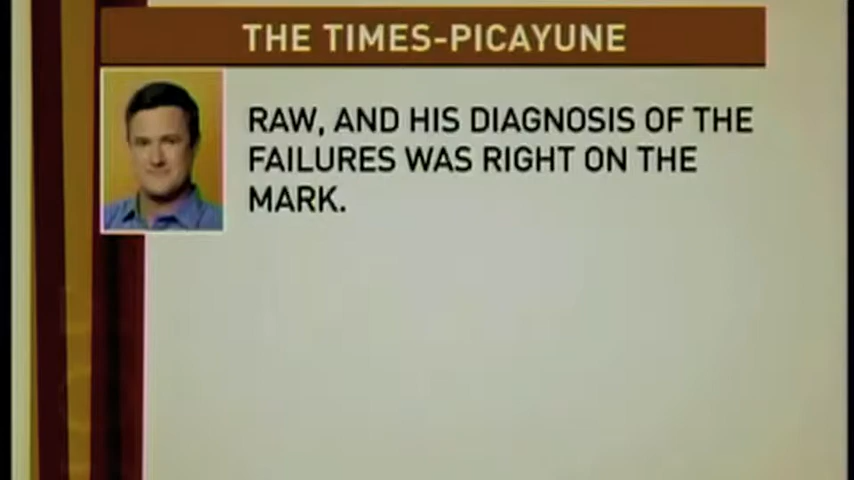 THE TIMES-PICAYUNE
RAW, AND HIS DIAGNOSIS OF THE
FAILURES WAS RIGHT ON THE
MARK.